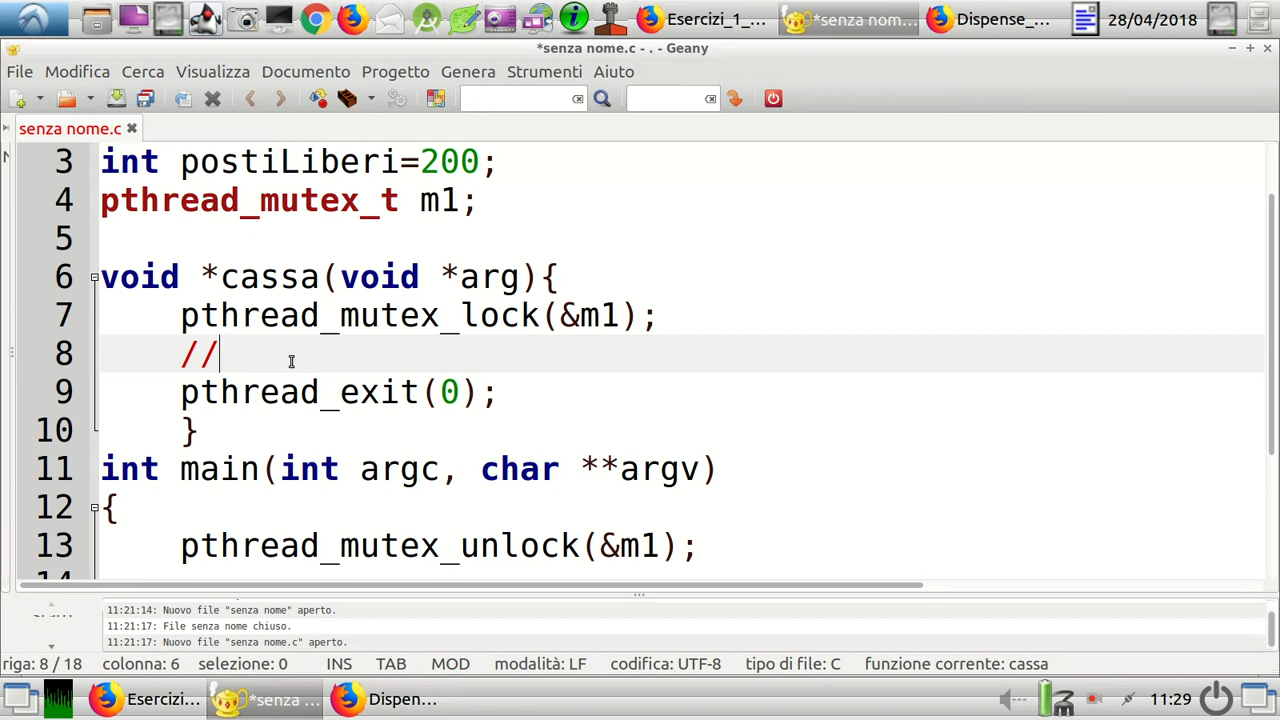 Esercizi_1_... *senza nom... Dispense_... 28/04/2018
*senza nome.c - . - Geany
File Modifica Cerca Visualizza Documento Progetto Genera Strumenti Aiuto
senza nome.c
3 int postiLiberi=200;
4 pthread_mutex_t m1;
5
6 void *cassa(void *arg){
7 pthread_mutex_lock(&m1);
8 //
9 pthread_exit(0);
10 }
11 int main(int argc, char **argv)
12 {
13 pthread_mutex_unlock(&m1);
14
11:21:14: Nuovo file "senza nome" aperto.
11:21:17: File senza nome chiuso.
11:21:17: Nuovo file "senza nome.c" aperto.
riga: 8 / 18 colonna: 6 selezione: 0 INS TAB MOD modalità: LF codifica: UTF-8 tipo di file: C funzione corrente: cassa
Esercizi... *senza ... Dispen... 11:29